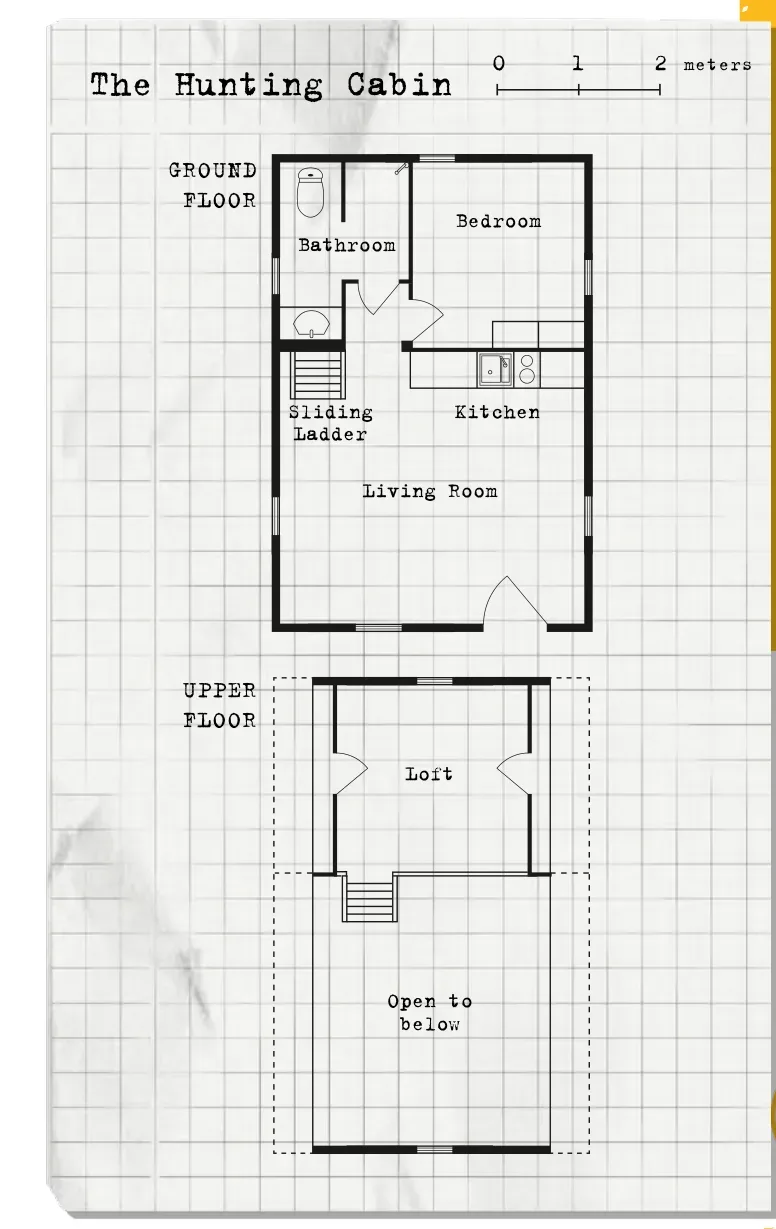 The Hunting Cabin
0 1 2 meters
GROUND
FLOOR
Bedroom
Bathroom
Sliding
Ladder
Kitchen
Living Room
UPPER
FLOOR
Loft
Open to
below